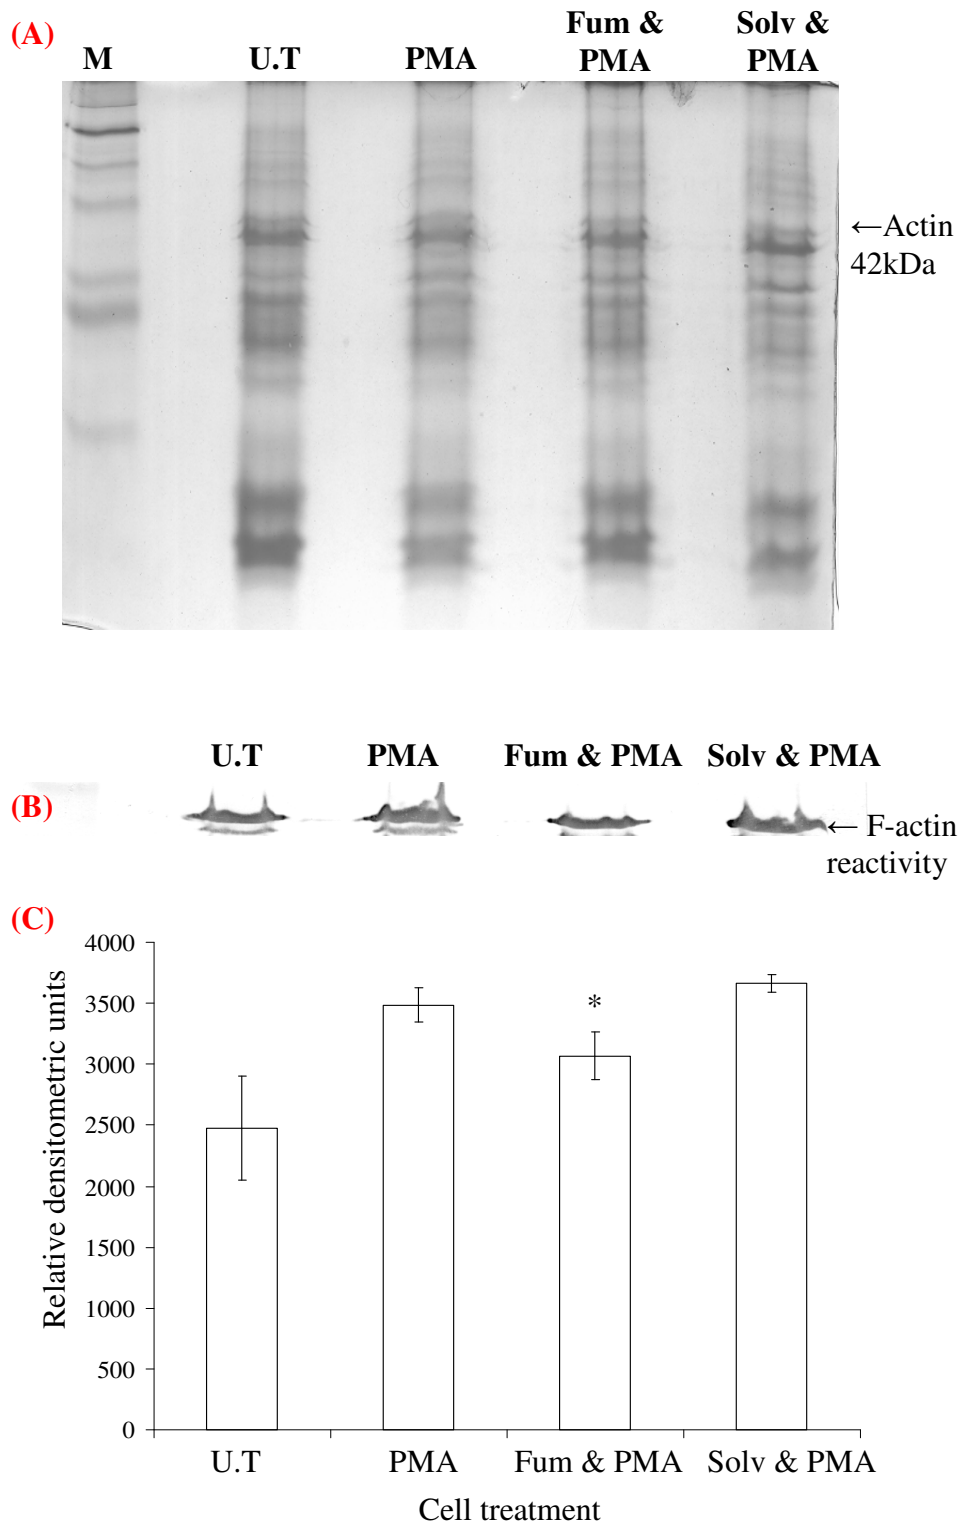 (A)
M U.T PMA Fum & PMA Solv & PMA
←Actin
42kDa
(B)
U.T PMA Fum & PMA Solv & PMA
← F-actin
reactivity
(C)
Relative densitometric units
4000
3500
3000
2500
2000
1500
1000
500
0
*
U.T PMA Fum & PMA Solv & PMA
Cell treatment